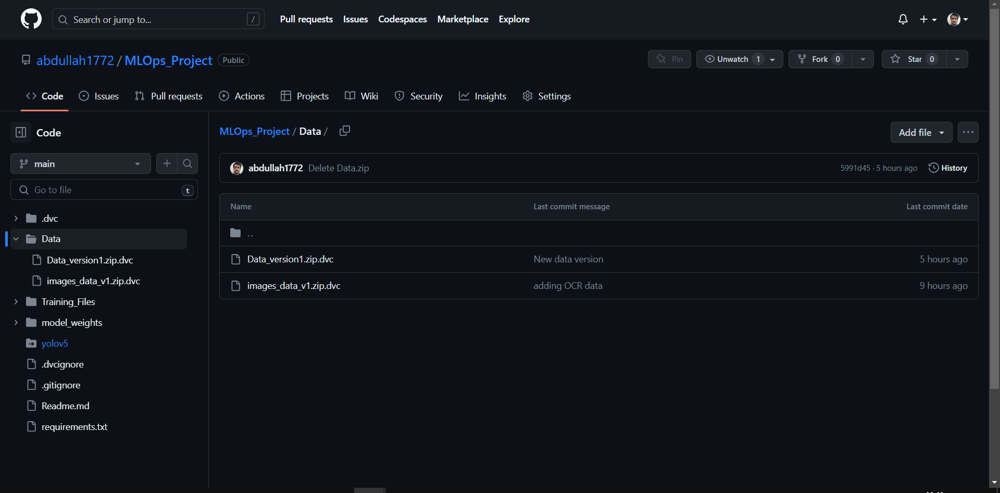 Search or jump to... /
Pull requests Issues Codespaces Marketplace Explore
abdullah1772 / MLOps_Project Public
Pin Unwatch 1 Fork 0 Star 0
Code Issues Pull requests Actions Projects Wiki Security Insights Settings
Code
main
Go to file t
.dvc
Data
Data_version1.zip.dvc
images_data_v1.zip.dvc
Training_Files
model_weights
yolov5
.dvcignore
.gitignore
Readme.md
requirements.txt
MLOps_Project / Data /
Add file
abdullah1772 Delete Data.zip 5991d45 · 5 hours ago History
Name Last commit message Last commit date
..
Data_version1.zip.dvc New data version 5 hours ago
images_data_v1.zip.dvc adding OCR data 9 hours ago